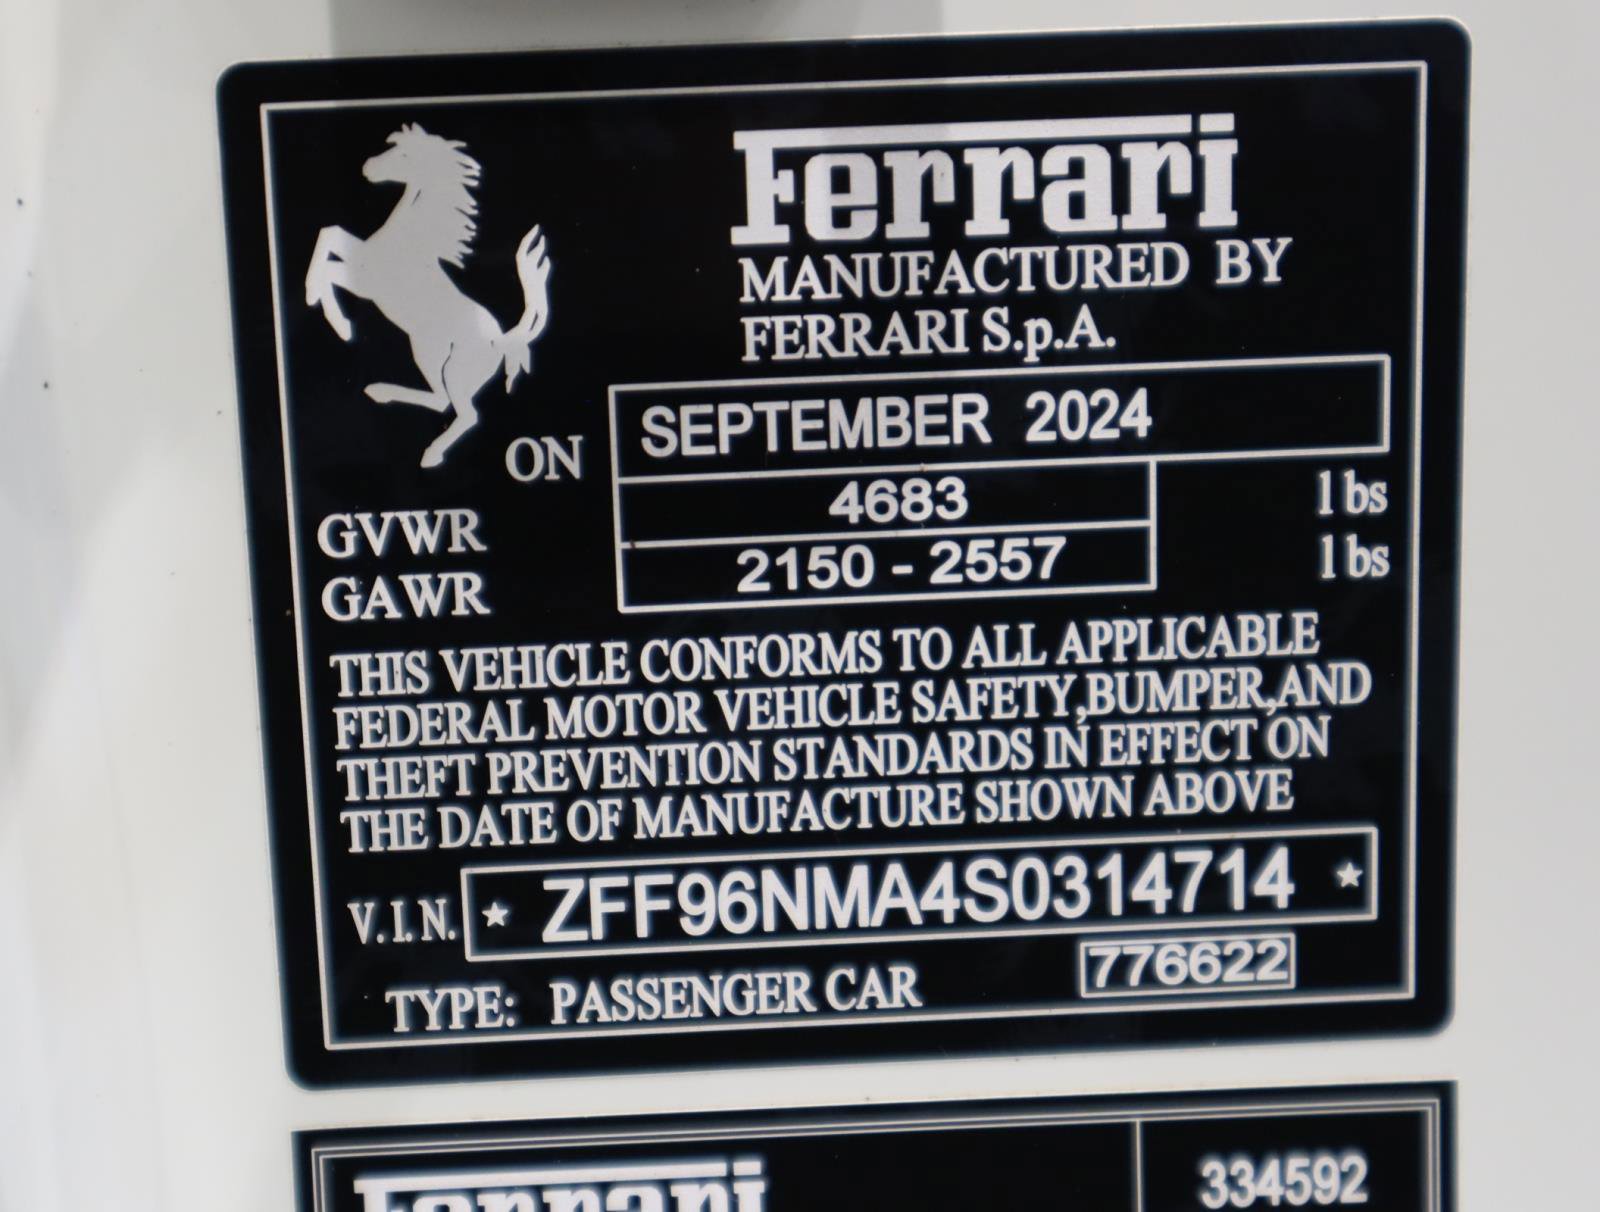 Ferrari
MANUFACTURED BY
FERRARI S.p.A.
ON SEPTEMBER 2024
GVWR 4683 lbs
GAWR 2150 - 2557 lbs
THIS VEHICLE CONFORMS TO ALL APPLICABLE
FEDERAL MOTOR VEHICLE SAFETY,BUMPER,AND
THEFT PREVENTION STANDARDS IN EFFECT ON
THE DATE OF MANUFACTURE SHOWN ABOVE
V.I.N. ★ ZFF96NMA4S0314714 ★
TYPE: PASSENGER CAR 776622
Ferrari 334592